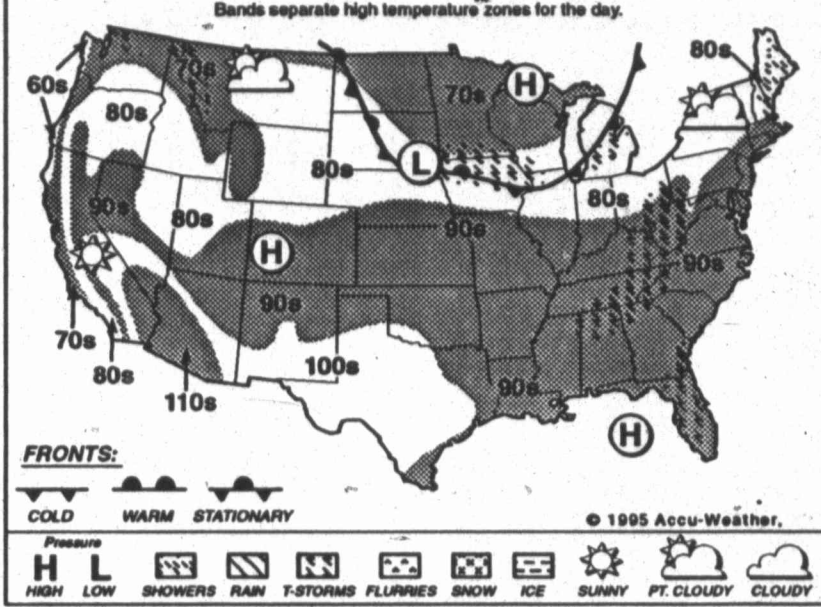 Bands separate high temperature zones for the day.
80s
60s
70s
H
70s
80s
80s
L
80s
90s
80s
90s
H
90s
90s
70s
100s
80s
90s
110s
H
FRONTS:
COLD WARM STATIONARY
© 1995 Accu-Weather,
Pressure
H L
HIGH LOW SHOWERS RAIN T-STORMS FLURRIES SNOW ICE SUNNY PT. CLOUDY CLOUDY